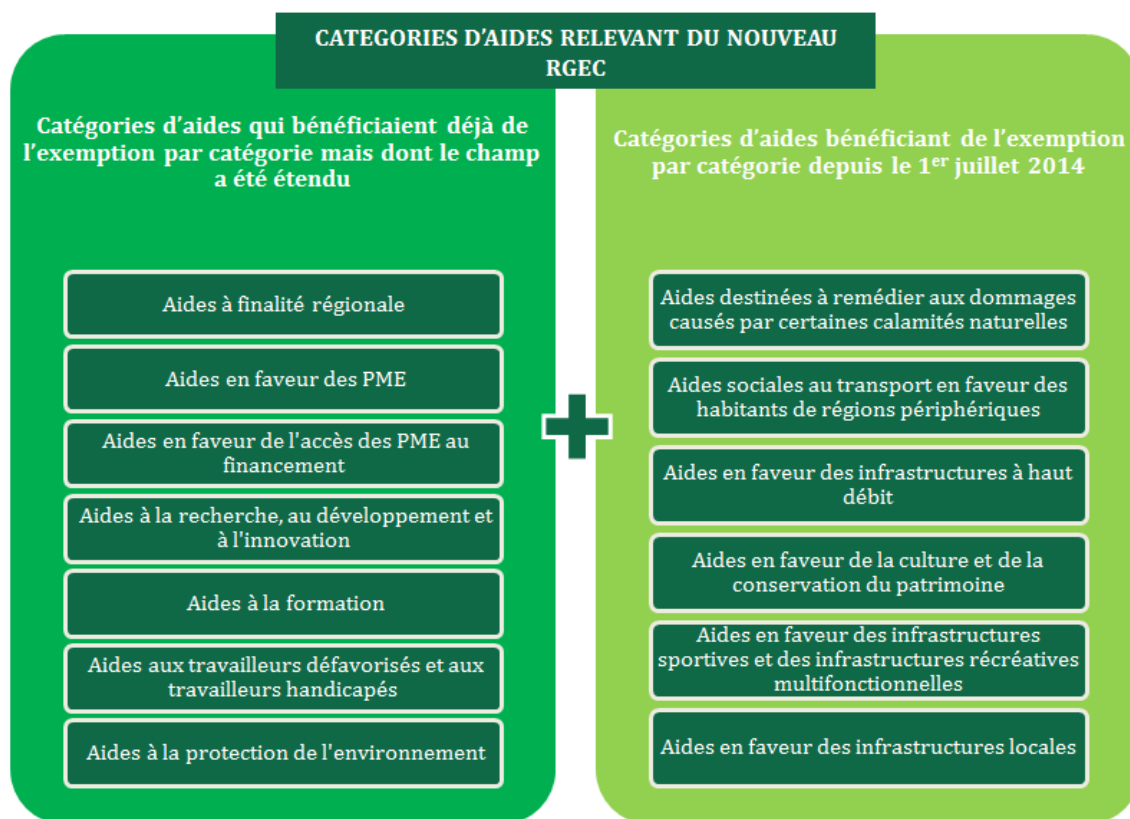 CATEGORIES D'AIDES RELEVANT DU NOUVEAU
RGEC
Catégories d'aides qui bénéficiaient déjà de
l'exemption par catégorie mais dont le champ
a été étendu
Aides à finalité régionale
Aides en faveur des PME
Aides en faveur de l'accès des PME au
financement
Aides à la recherche, au développement et
à l'innovation
Aides à la formation
Aides aux travailleurs défavorisés et aux
travailleurs handicapés
Aides à la protection de l'environnement
Catégories d'aides bénéficiant de l'exemption
par catégorie depuis le 1er juillet 2014
Aides destinées à remédier aux dommages
causés par certaines calamités naturelles
Aides sociales au transport en faveur des
habitants de régions périphériques
Aides en faveur des infrastructures à haut
débit
Aides en faveur de la culture et de la
conservation du patrimoine
Aides en faveur des infrastructures
sportives et des infrastructures récréatives
multifonctionnelles
Aides en faveur des infrastructures locales